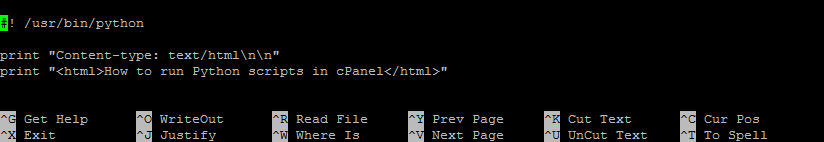 #! /usr/bin/python
print "Content-type: text/html\n\n"
print "<html>How to run Python scripts in cPanel</html>"
^G Get Help ^O WriteOut ^R Read File ^Y Prev Page ^K Cut Text ^C Cur Pos
^X Exit ^J Justify ^W Where Is ^V Next Page ^U UnCut Text ^T To Spell